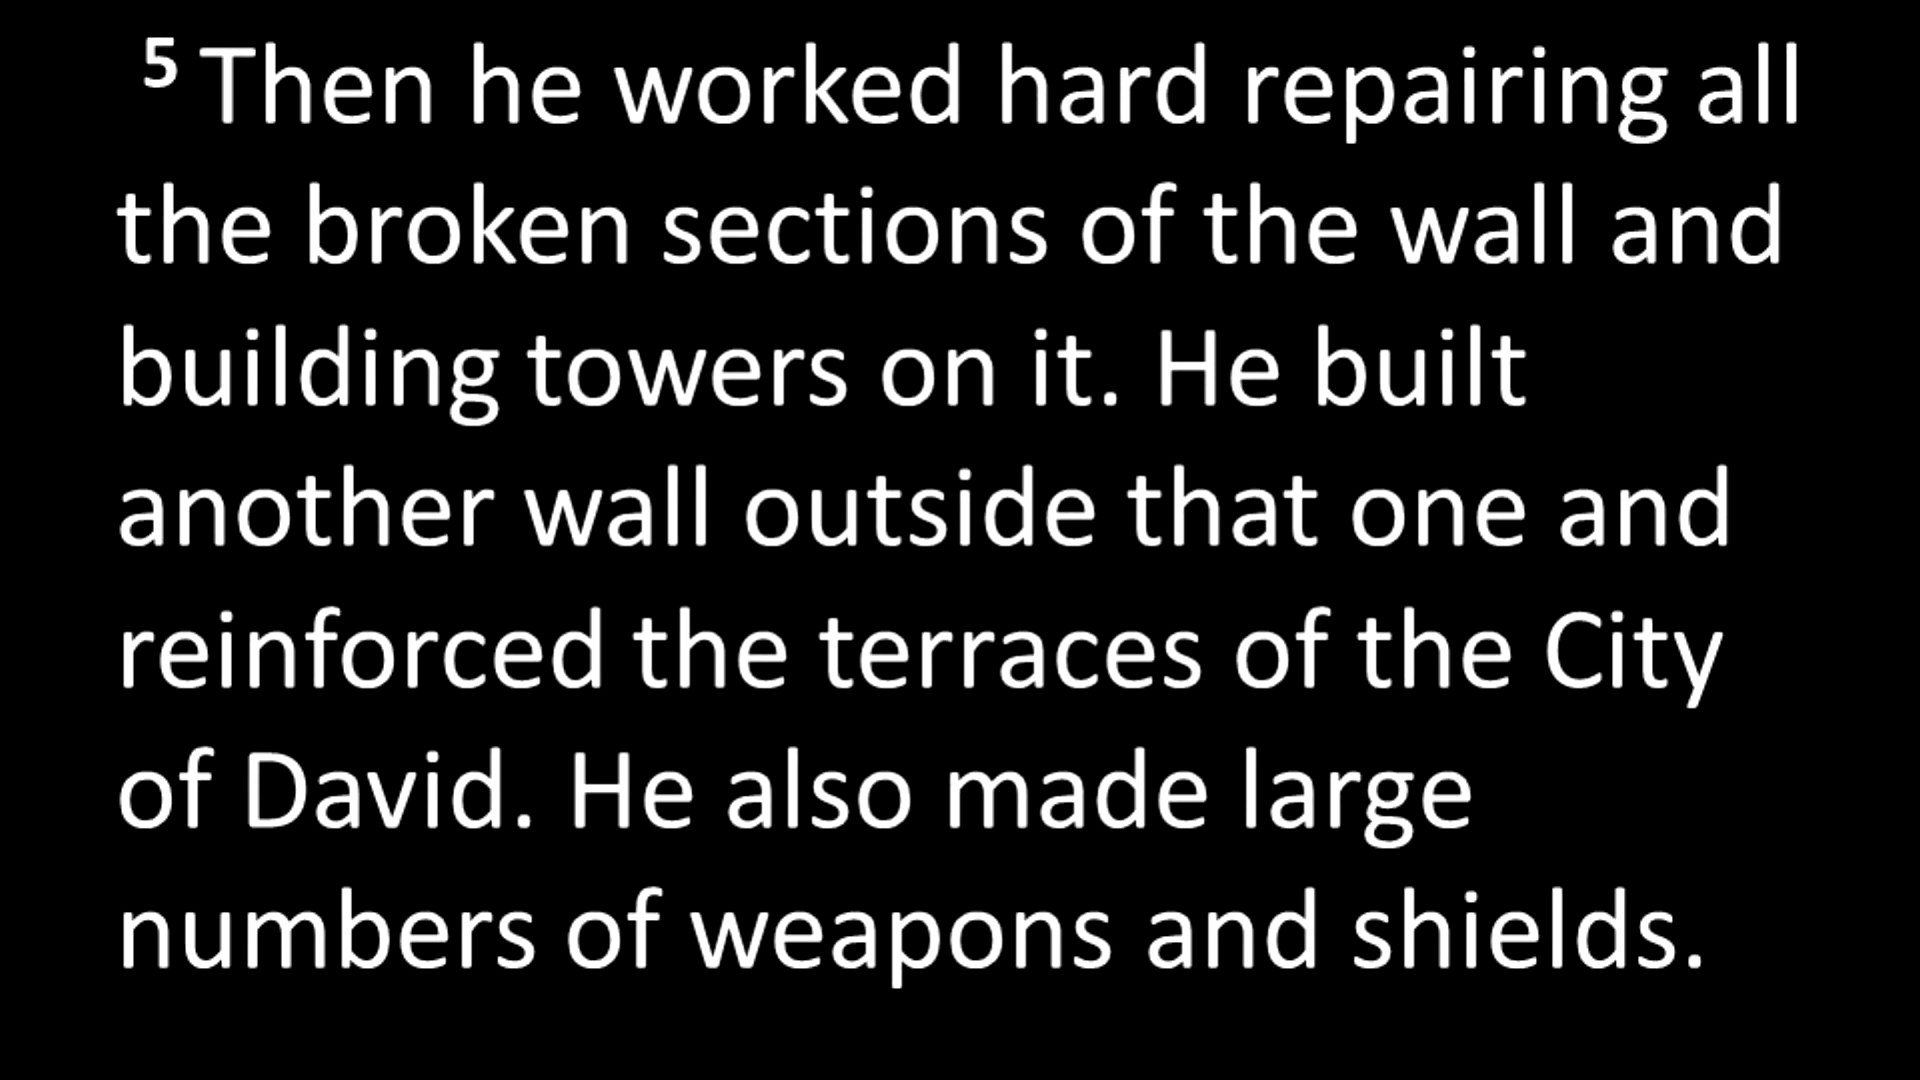 5 Then he worked hard repairing all
the broken sections of the wall and
building towers on it. He built
another wall outside that one and
reinforced the terraces of the City
of David. He also made large
numbers of weapons and shields.